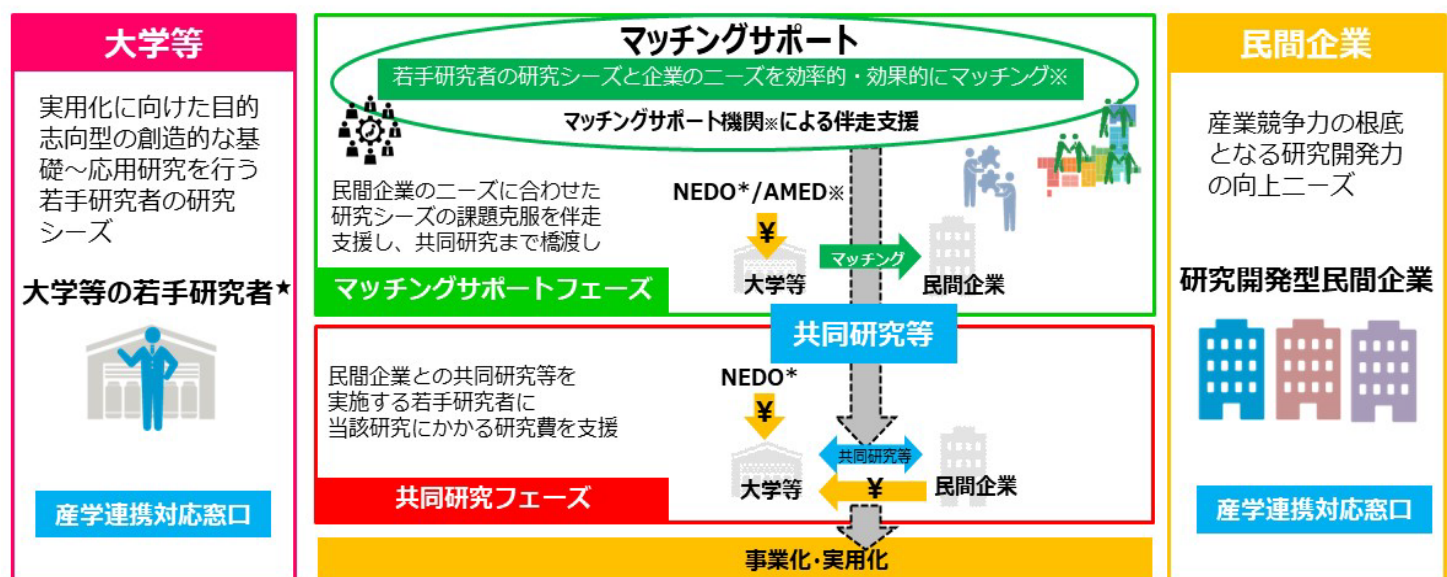 大学等
実用化に向けた目的
志向型の創造的な基
礎～応用研究を行う
若手研究者の研究
シーズ
大学等の若手研究者★
産学連携対応窓口
マッチングサポート
若手研究者の研究シーズと企業のニーズを効率的・効果的にマッチング※
マッチングサポート機関※による伴走支援
民間企業のニーズに合わせた
研究シーズの課題克服を伴走
支援し、共同研究まで橋渡し
マッチングサポートフェーズ
NEDO*/AMED※
¥
マッチング
大学等
民間企業
共同研究等
民間企業との共同研究等を
実施する若手研究者に
当該研究にかかる研究費を支援
共同研究フェーズ
NEDO*
¥
共同研究等
大学等
¥
民間企業
事業化・実用化
民間企業
産業競争力の根底
となる研究開発力
の向上ニーズ
研究開発型民間企業
産学連携対応窓口